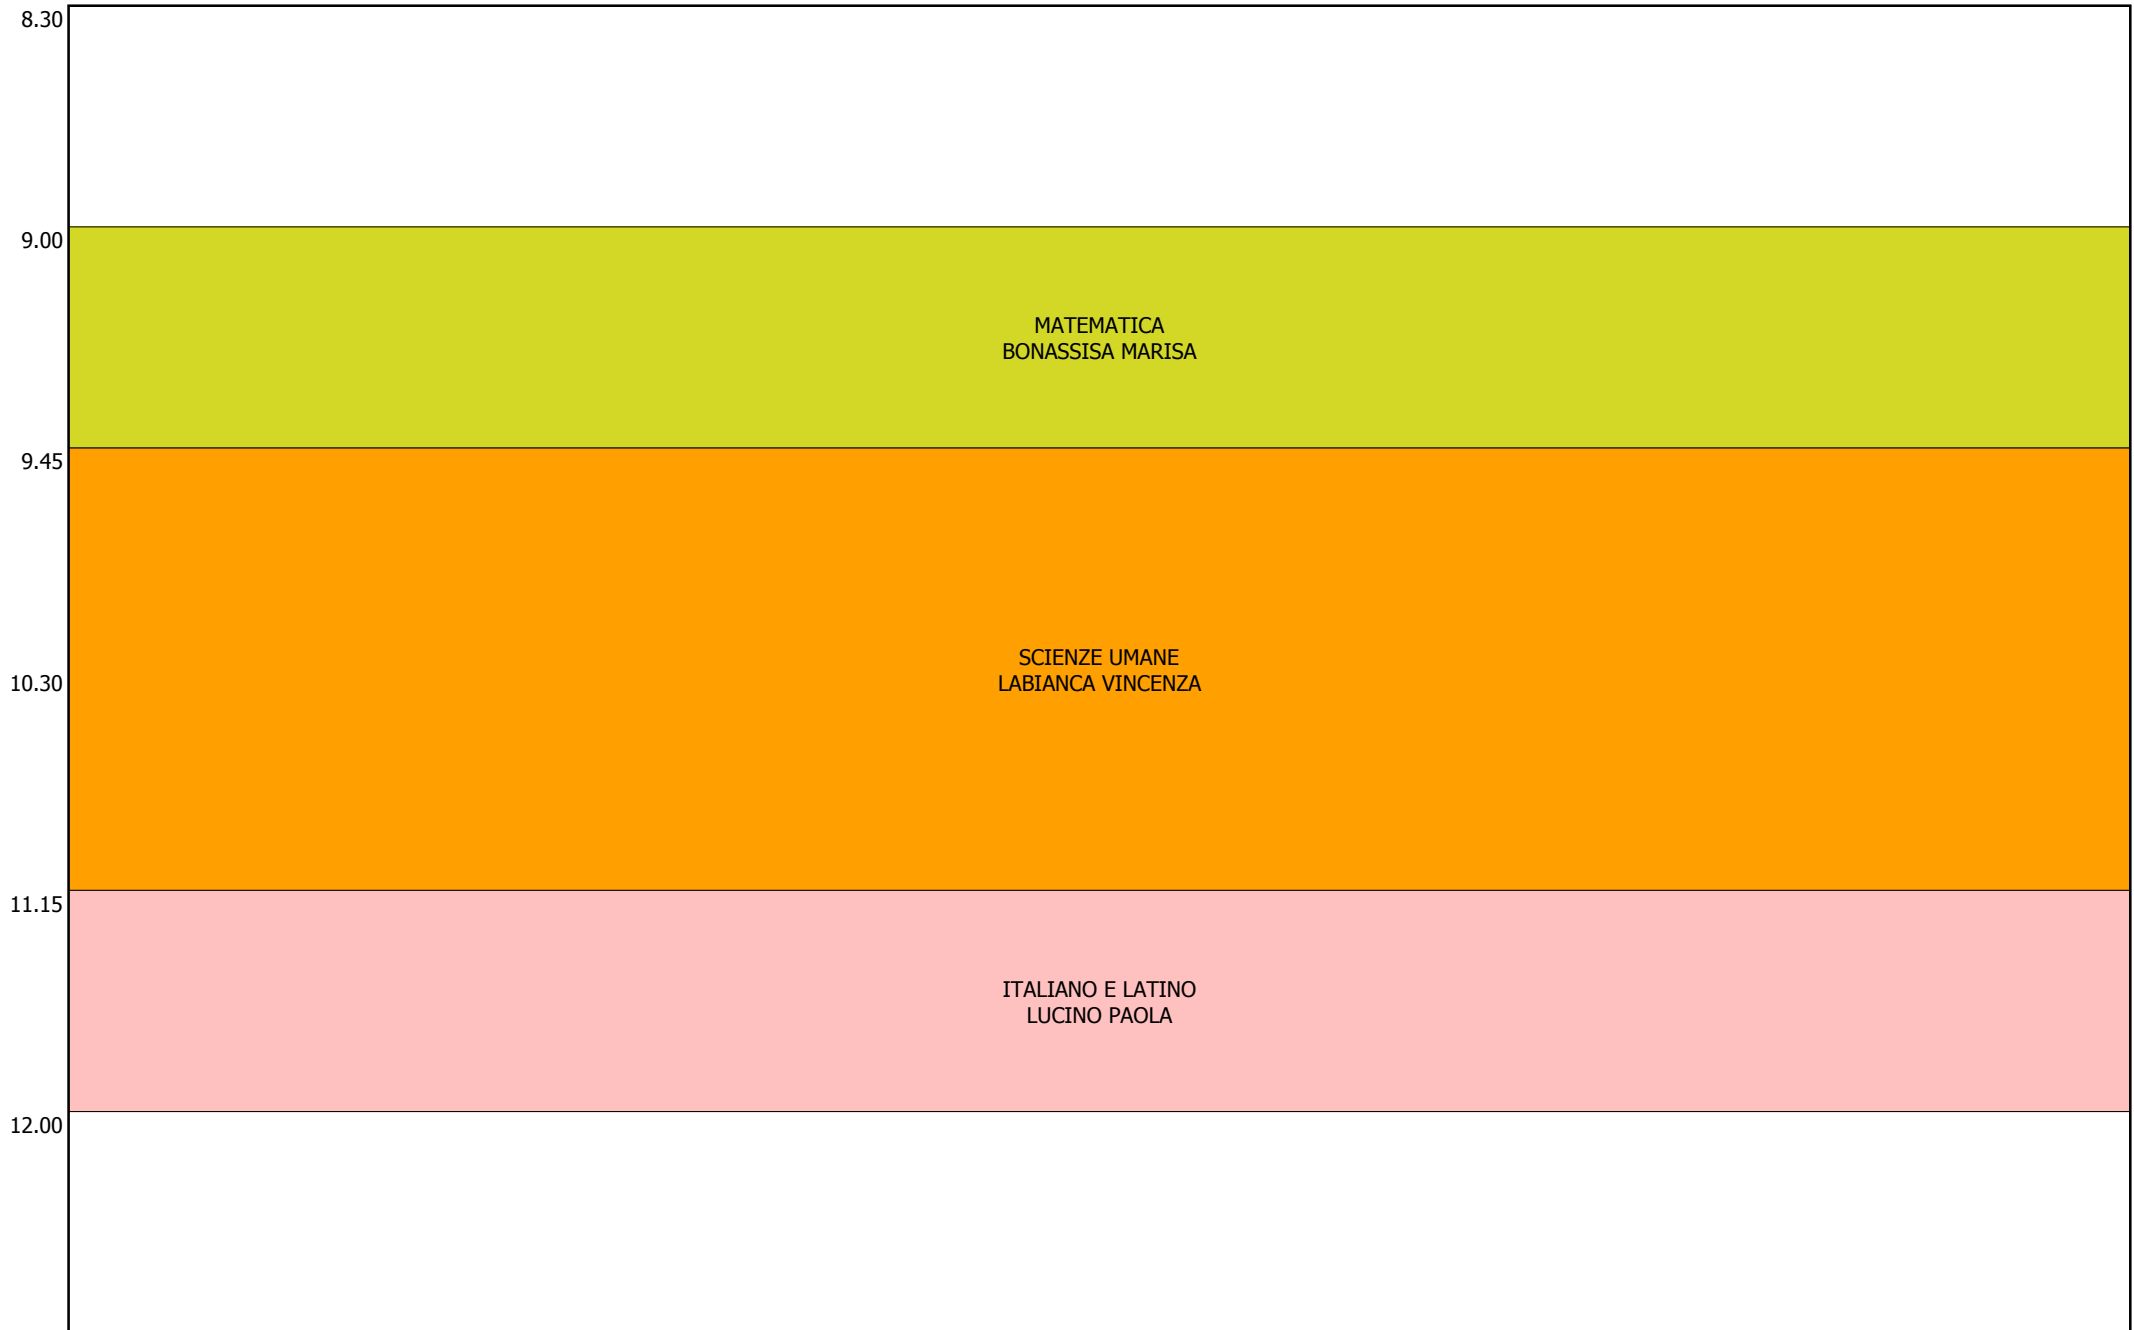 8.30
9.00
MATEMATICA
BONASSISA MARISA
9.45
SCIENZE UMANE
10.30
LABIANCA VINCENZA
11.15
ITALIANO E LATINO
LUCINO PAOLA
12.00